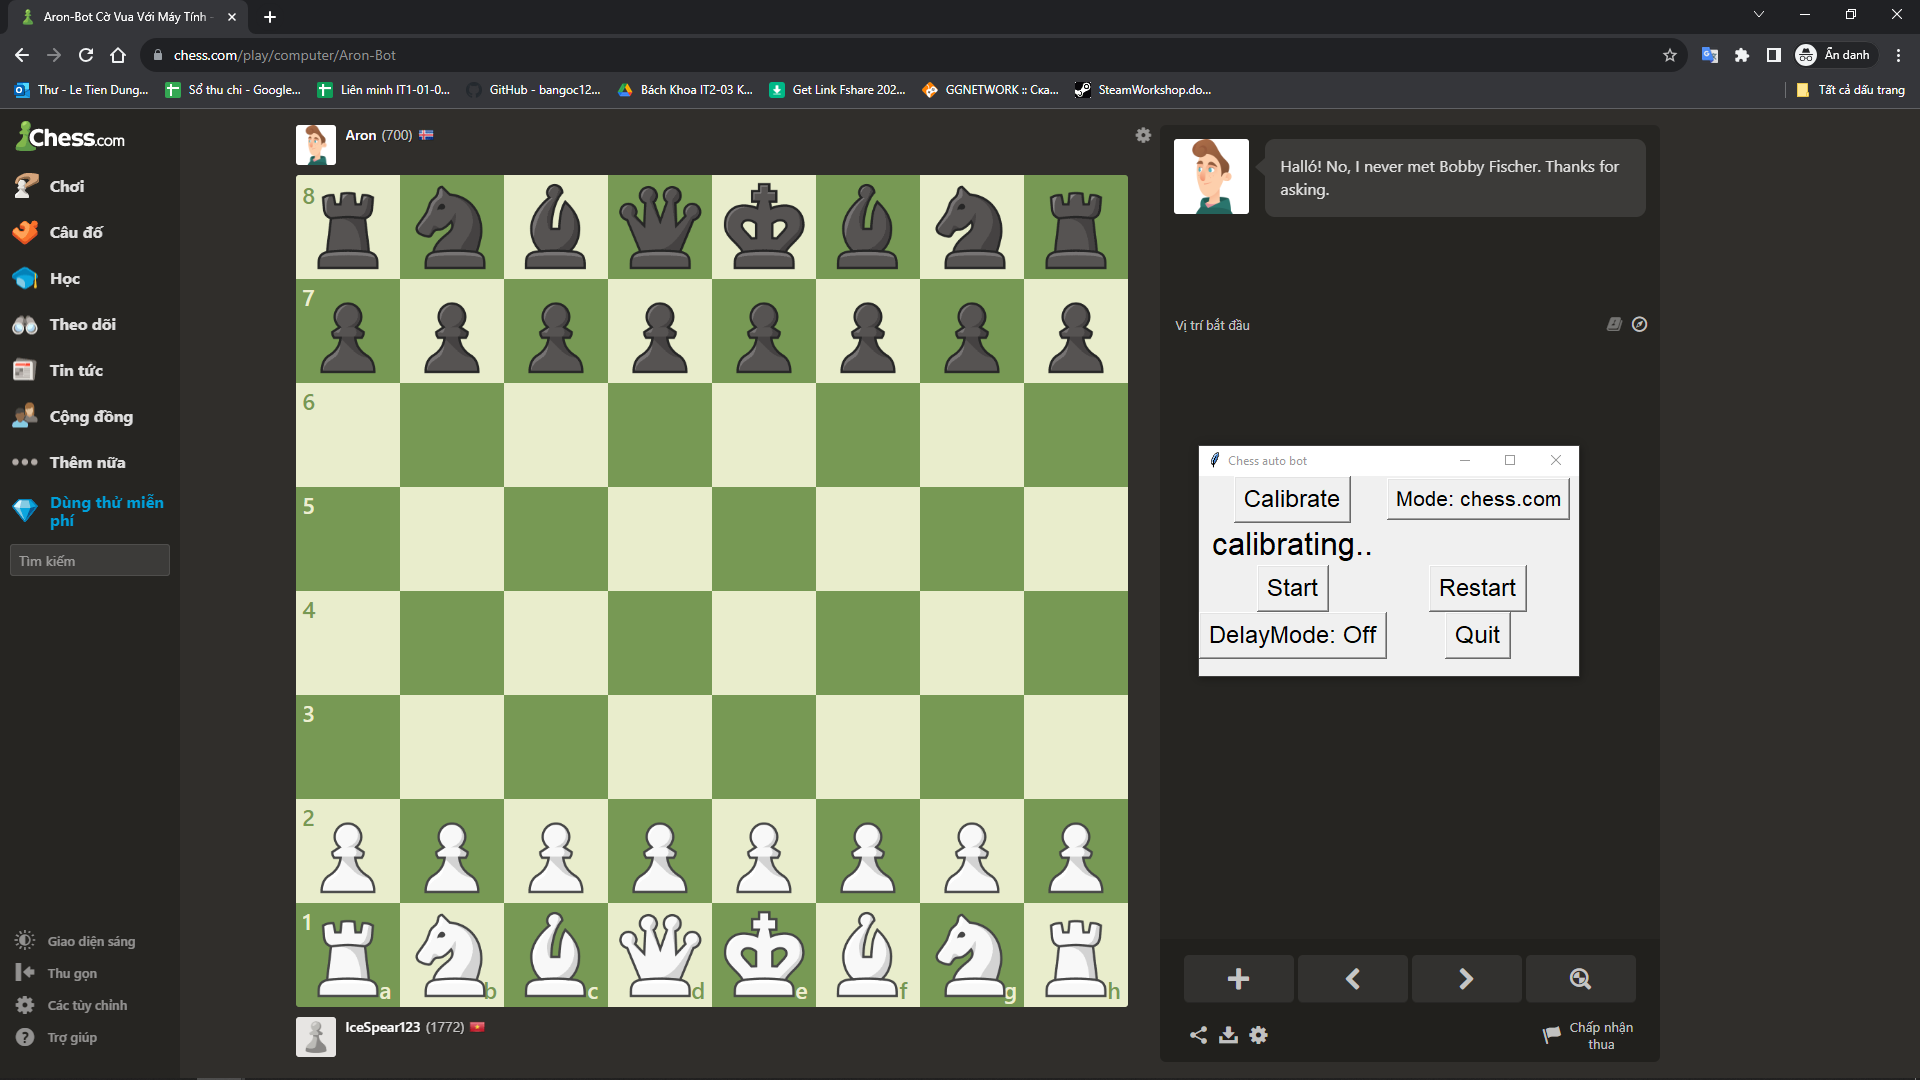 Aron-Bot Cờ Vua Với Máy Tính -
chess.com/play/computer/Aron-Bot
Ẩn danh
Thư - Le Tien Dung...
Sổ thu chi - Google...
Liên minh IT1-01-0...
GitHub - bangoc12...
Bách Khoa IT2-03 K...
Get Link Fshare 202...
GGNETWORK :: Ска...
SteamWorkshop.do...
Tất cả dấu trang
Chess.com
Chơi
Câu đố
Học
Theo dõi
Tin tức
Cộng đồng
Thêm nữa
Dùng thử miễn
phí
Tìm kiếm
Giao diện sáng
Thu gọn
Các tùy chỉnh
Trợ giúp
Aron (700)
8
7
6
5
4
3
2
1
a b c d e f g h
IceSpear123 (1772)
Halló! No, I never met Bobby Fischer. Thanks for
asking.
Vị trí bắt đầu
Chess auto bot
Calibrate
Mode: chess.com
calibrating..
Start
Restart
DelayMode: Off
Quit
Chấp nhận
thua